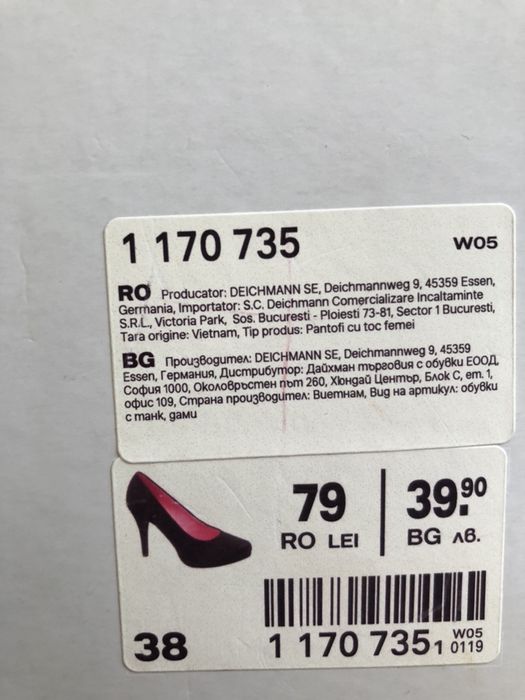 1 170 735 W05
RO Producator: DEICHMANN SE, Deichmannweg 9, 45359 Essen,
Germania, Importator: S.C. Deichmann Comercializare Incaltaminte
S.R.L., Victoria Park, Sos. Bucuresti - Ploiesti 73-81, Sector 1 Bucuresti,
Tara origine: Vietnam, Tip produs: Pantofi cu toc femei
BG Производител: DEICHMANN SE, Deichmannweg 9, 45359
Essen, Германия, Дистрибутор: Дайхман търговия с обувки ЕООД,
София 1000, Околовръстен път 260, Хюндай Център, Блок С, ет. 1,
офис 109, Страна производител: Виетнам, Вид на артикул: обувки
с танк, дами
79 39.90
RO LEI BG лв.
38 1 170 735 1 W05
0119